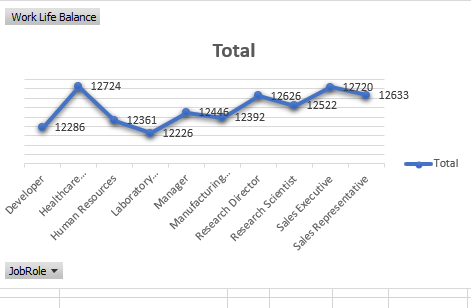 Work Life Balance
Total
12286
12724
12361
12226
12446
12392
12626
12522
12720
12633
Developer
Healthcare...
Human Resources
Laboratory...
Manager
Manufacturing...
Research Director
Research Scientist
Sales Executive
Sales Representative
Total
JobRole